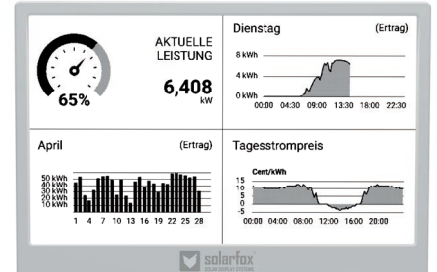 AKTUELLE
LEISTUNG
6,408
kW
65%
Dienstag (Ertrag)
8 kWh
4 kWh
0 kWh
00:00 04:30 09:00 13:30 18:00 22:30
April (Ertrag)
50 kWh
40 kWh
30 kWh
20 kWh
10 kWh
1 4 7 10 13 16 19 22 25 28
Tagesstrompreis
Cent/kWh
15
10
5
0
-5
00:00 04:00 08:00 12:00 16:00 20:00
solarfox
SOLAR DISPLAY SYSTEMS